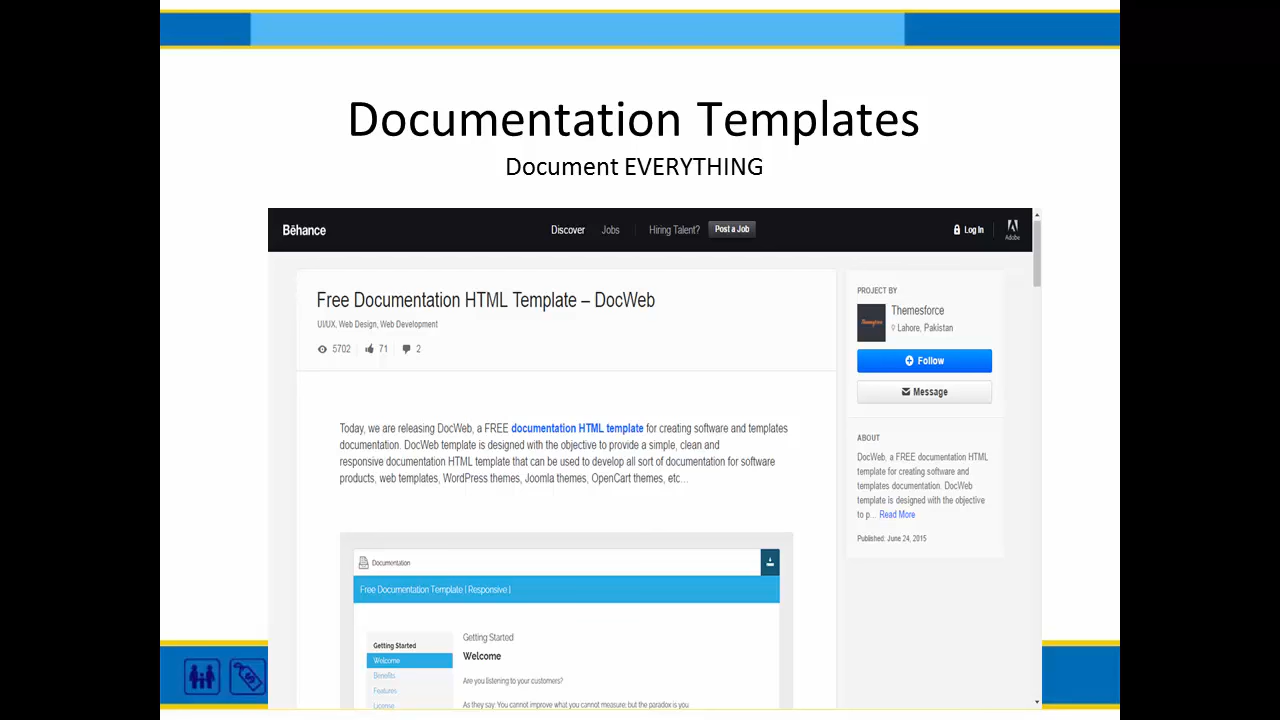 Documentation Templates
Document EVERYTHING
Bēhance
Discover Jobs Hiring Talent? Post a Job
Log In
Adobe
Free Documentation HTML Template – DocWeb
UI/UX, Web Design, Web Development
5702 71 2
Today, we are releasing DocWeb, a FREE documentation HTML template for creating software and templates
documentation. DocWeb template is designed with the objective to provide a simple, clean and
responsive documentation HTML template that can be used to develop all sort of documentation for software
products, web templates, WordPress themes, Joomla themes, OpenCart themes, etc...
Documentation
Free Documentation Template [ Responsive ]
Getting Started
Welcome
Benefits
Features
License
Getting Started
Welcome
Are you listening to your customers?
As they say: You cannot improve what you cannot measure; but the paradox is you
PROJECT BY
Themesforce
Lahore, Pakistan
Follow
Message
ABOUT
DocWeb, a FREE documentation HTML
template for creating software and
templates documentation. DocWeb
template is designed with the objective
to p... Read More
Published: June 24, 2015